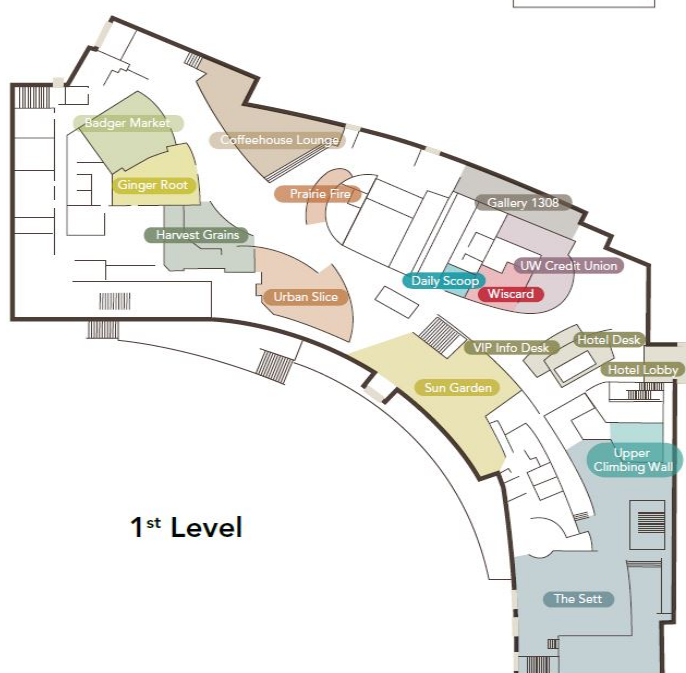 Badger Market
Coffeehouse Lounge
Ginger Root
Prairie Fire
Gallery 1308
Harvest Grains
UW Credit Union
Daily Scoop
Wiscard
Urban Slice
VIP Info Desk
Hotel Desk
Hotel Lobby
Sun Garden
Upper
Climbing Wall
1st Level
The Sett